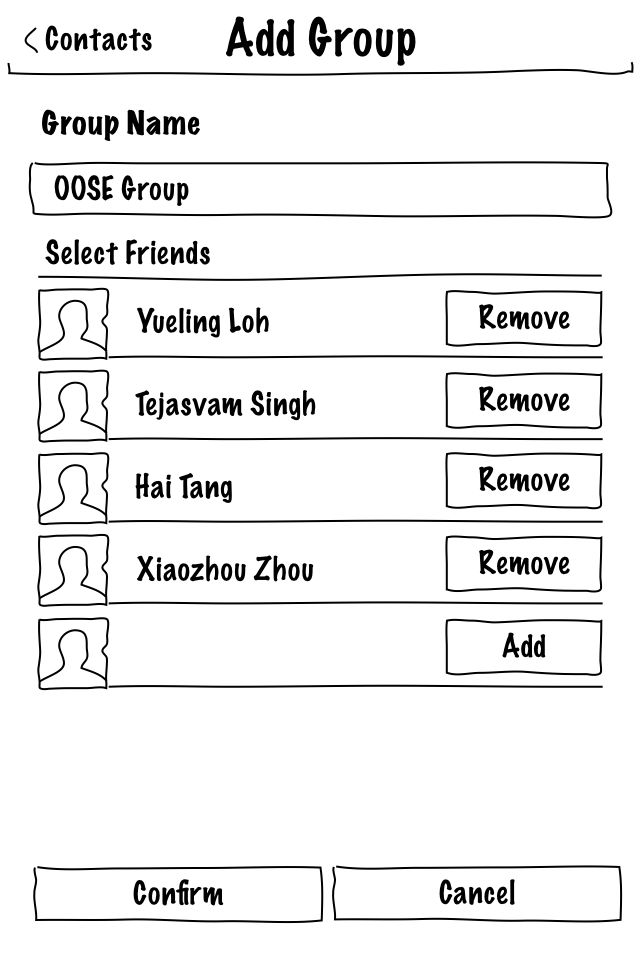 Contacts Add Group
Group Name
OOSE Group
Select Friends
Yueling Loh Remove
Tejasvam Singh Remove
Hai Tang Remove
Xiaozhou Zhou Remove
Add
Confirm Cancel